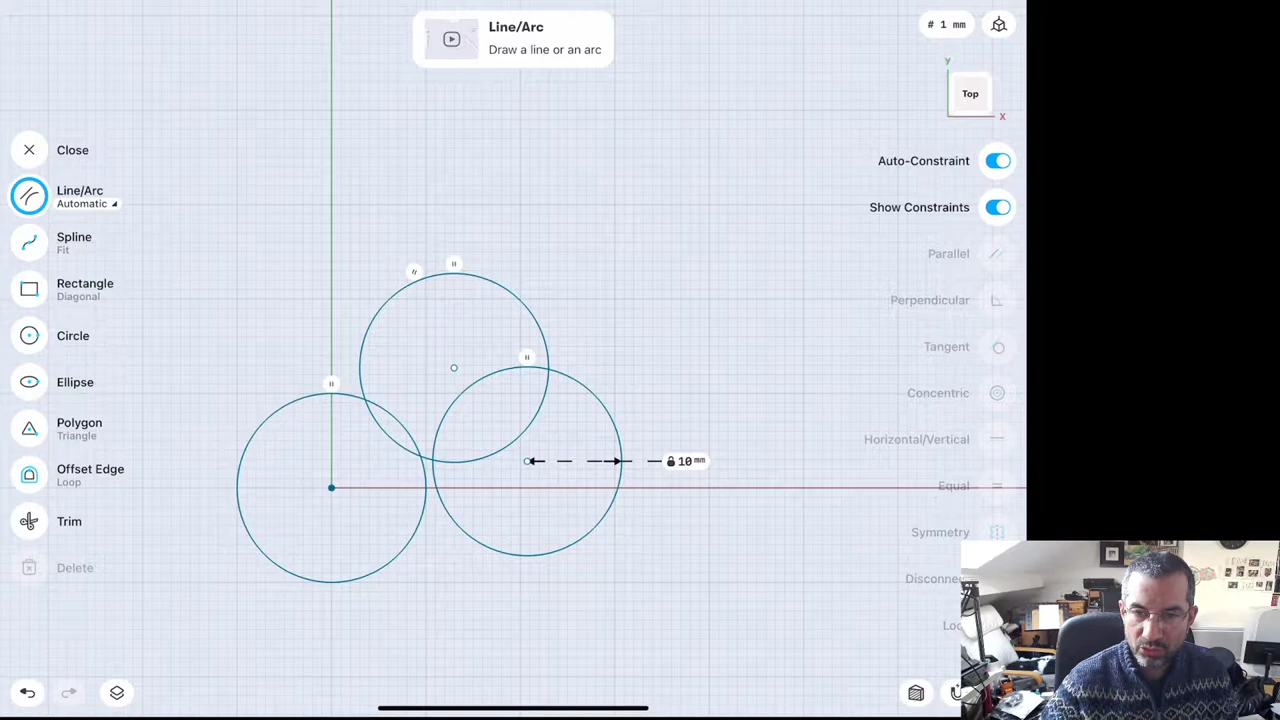 Line/Arc
Draw a line or an arc
# 1 mm
Y
Top
X
Close
Line/Arc
Automatic
Spline
Fit
Rectangle
Diagonal
Circle
Ellipse
Polygon
Triangle
Offset Edge
Loop
Trim
Delete
10 mm
Auto-Constraint
Show Constraints
Parallel
Perpendicular
Tangent
Concentric
Horizontal/Vertical
Equal
Symmetry